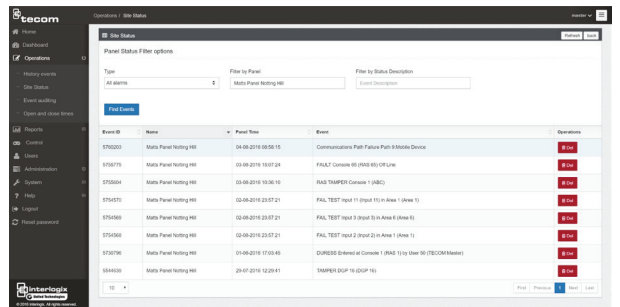 tecom
Operations / Site Status
master
Home
Dashboard
Operations
History events
Site Status
Event auditing
Open and close times
Reports
Control
Users
Administration
System
Help
Logout
Reset password
interlogix
United Technologies
© 2016 Interlogix. All rights reserved.
Site Status
Refresh Back
Panel Status Filter options
Type Filter by Panel Filter by Status Description
All alarms Matts Panel Notting Hill Event Description
Find Events
Event ID Name Panel Time Event Operations
5760203 Matts Panel Notting Hill 04-08-2016 08:58:15 Communications Path Failure Path 9 Mobile Device Del
Matts Panel Notting Hill 03-08-2016 15:07:24 FAULT Console 65 (RAS 65) Off Line Del
Matts Panel Notting Hill 03-08-2016 10:36:10 RAS TAMPER Console 1 (ABC) Del
5754570 Matts Panel Notting Hill 02-08-2016 23:57:21 FAIL TEST Input 11 (Input 11) in Area 1 (Area 1) Del
5754569 Matts Panel Notting Hill 02-08-2016 23:57:21 FAIL TEST Input 3 (Input 3) in Area 6 (Area 6) Del
5754568 Matts Panel Notting Hill 02-08-2016 23:57:21 FAIL TEST Input 2 (Input 2) in Area 1 (Area 1) Del
5730796 Matts Panel Notting Hill 01-08-2016 17:03:40 DURESS Entered at Console 1 (RAS 1) by User 50 (TECOM Master) Del
Matts Panel Notting Hill 29-07-2016 12:29:41 TAMPER DGP 16 (DGP 16) Del
10 First Previous 1 Next Last